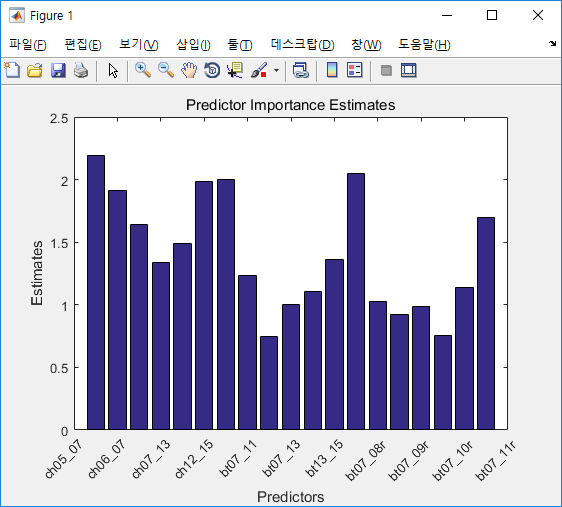 Figure 1
파일(F) 편집(E) 보기(V) 삽입(I) 툴(T) 데스크탑(D) 창(W) 도움말(H)
Predictor Importance Estimates
2.5
2
1.5
1
0.5
0
Estimates
ch05_07 ch06_07 ch07_13 ch12_15 bt07_11 bt07_13 bt13_15 bt07_08r bt07_09r bt07_10r bt07_11r
Predictors